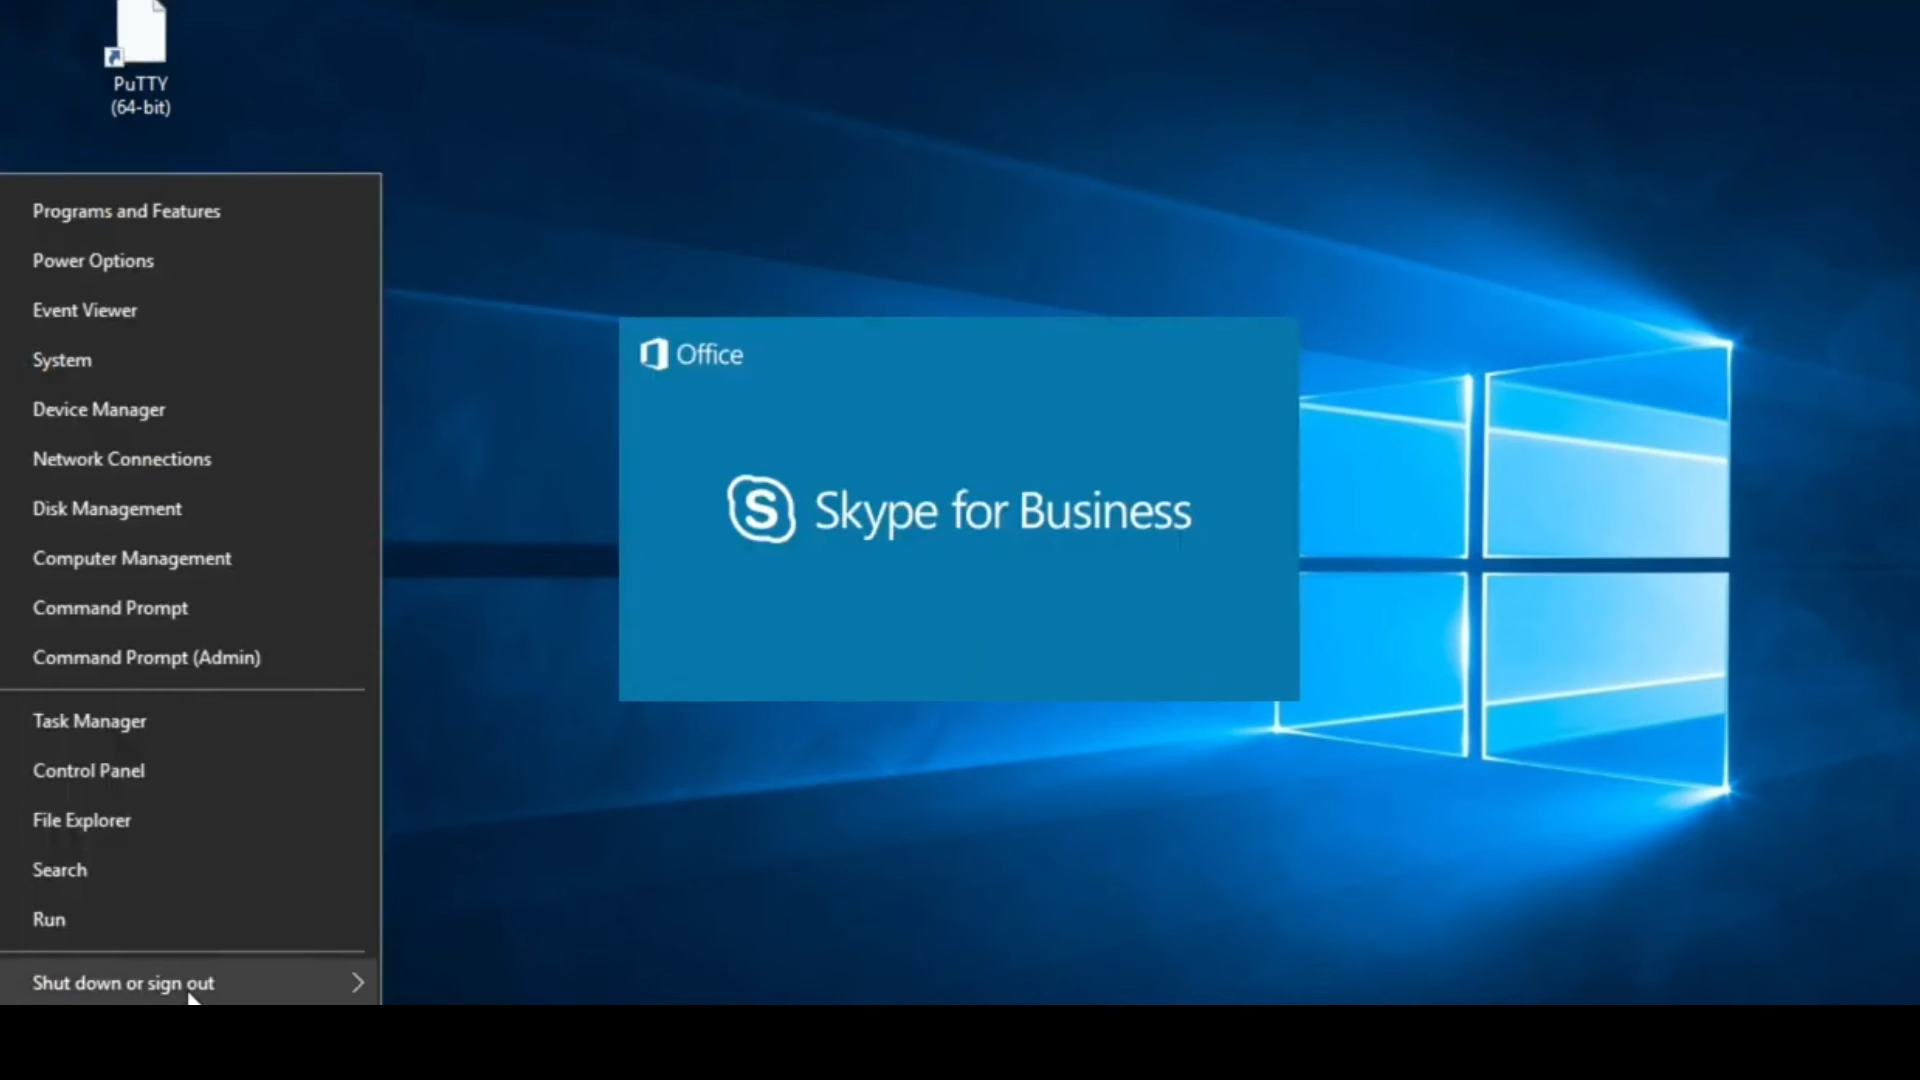 PuTTY
(64-bit)
Programs and Features
Power Options
Event Viewer
System
Device Manager
Network Connections
Disk Management
Computer Management
Command Prompt
Command Prompt (Admin)
Task Manager
Control Panel
File Explorer
Search
Run
Shut down or sign out
Office
Skype for Business